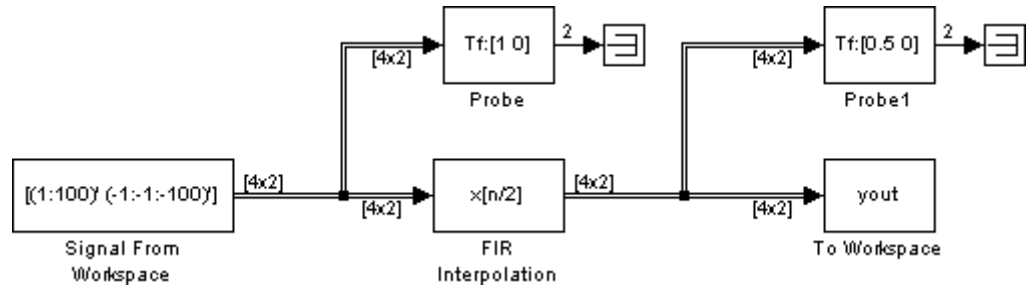 Tf:[1 0]
2
[4x2]
Probe
Tf:[0.5 0]
2
[4x2]
Probe1
[(1:100)' (-1:-1:-100)']
[4x2]
[4x2]
Signal From
Workspace
x[n/2]
[4x2]
FIR
Interpolation
[4x2]
yout
To Workspace